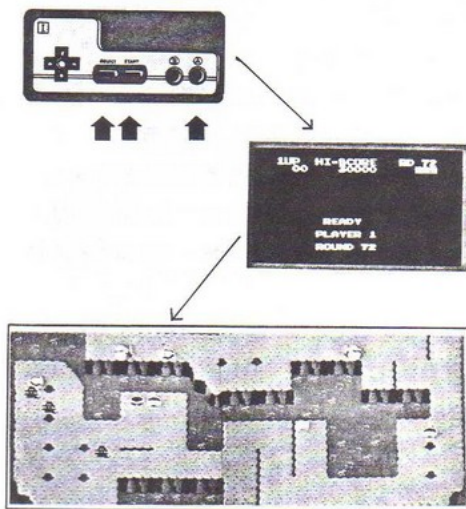 I
SELECT START
B A
1UP HI-SCORE RD 72
00 30000
READY
PLAYER 1
ROUND 72